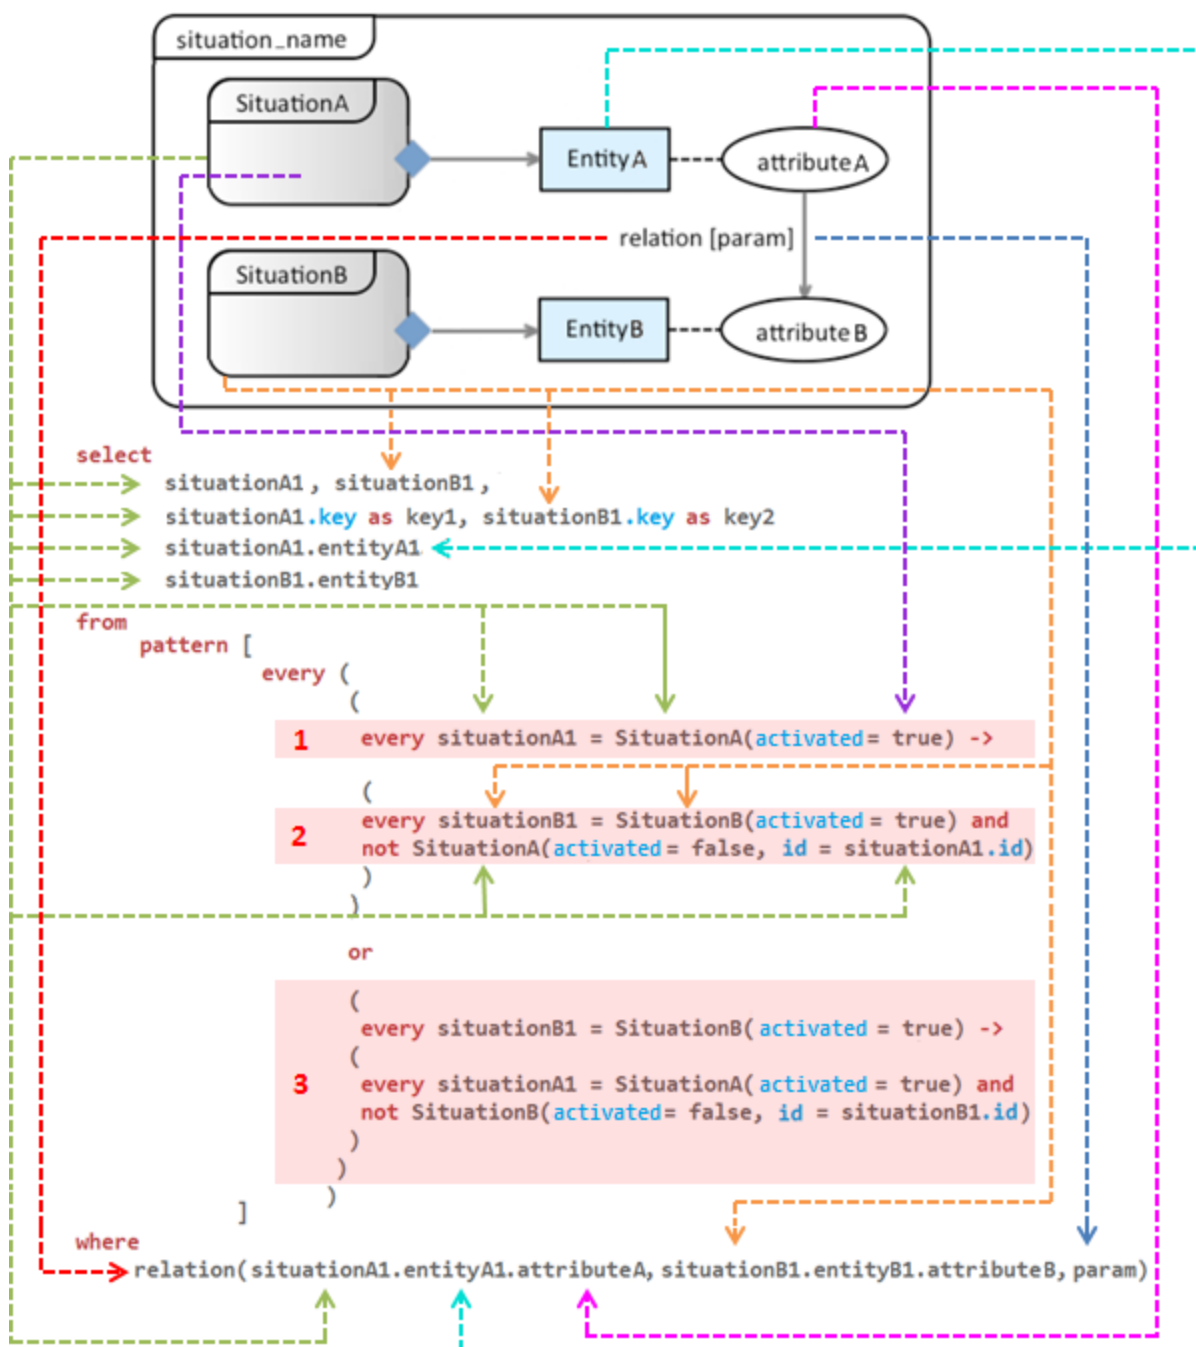 situation_name
SituationA
EntityA
attributeA
relation [param]
SituationB
EntityB
attributeB
select
situationA1, situationB1,
situationA1.key as key1, situationB1.key as key2
situationA1.entityA1
situationB1.entityB1
from
pattern [
every (
(
1 every situationA1 = SituationA(activated = true) ->
(
2 every situationB1 = SituationB(activated = true) and
not SituationA(activated = false, id = situationA1.id)
)
)
or
(
every situationB1 = SituationB(activated = true) ->
(
3 every situationA1 = SituationA(activated = true) and
not SituationB(activated = false, id = situationB1.id)
)
)
)
]
where
relation(situationA1.entityA1.attributeA, situationB1.entityB1.attributeB, param)